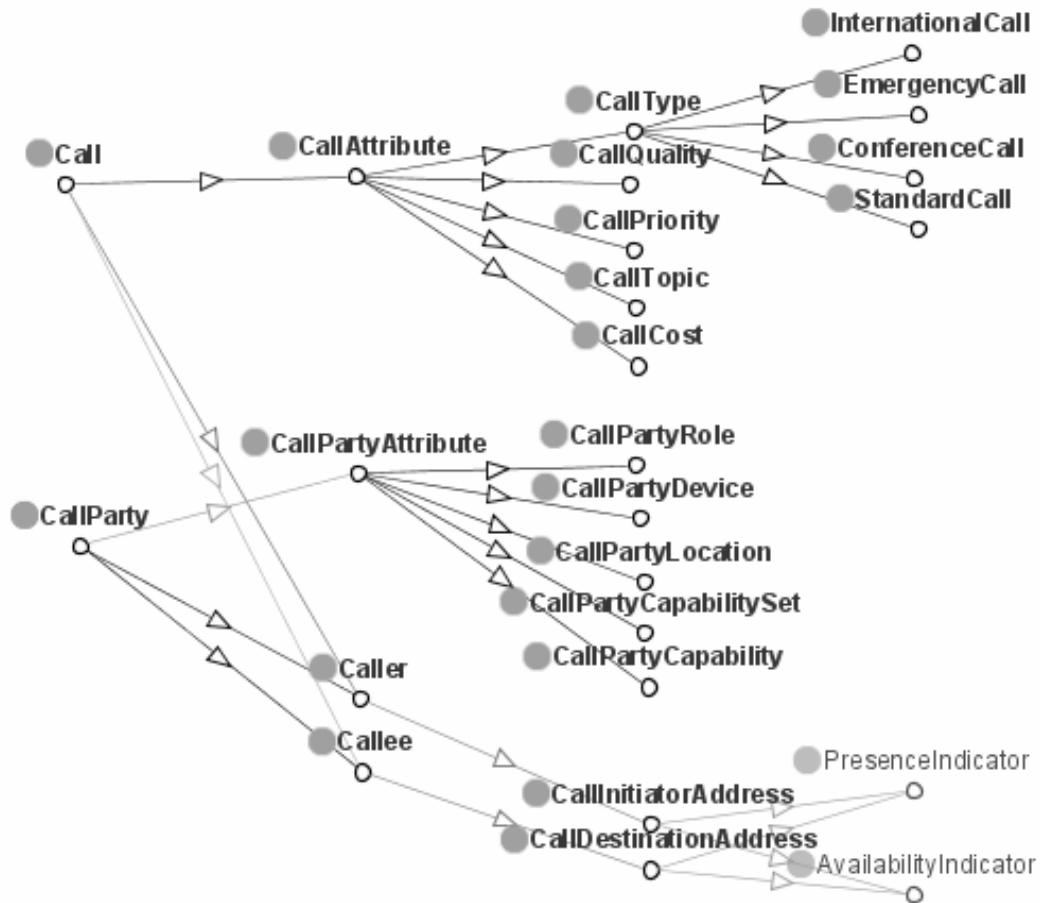 InternationalCall
EmergencyCall
CallType
Call
CallAttribute
CallQuality
ConferenceCall
StandardCall
CallPriority
CallTopic
CallCost
CallPartyAttribute
CallPartyRole
CallPartyDevice
CallParty
CallPartyLocation
CallPartyCapabilitySet
CallPartyCapability
Caller
Callee
PresenceIndicator
CallInitiatorAddress
CallDestinationAddress
AvailabilityIndicator